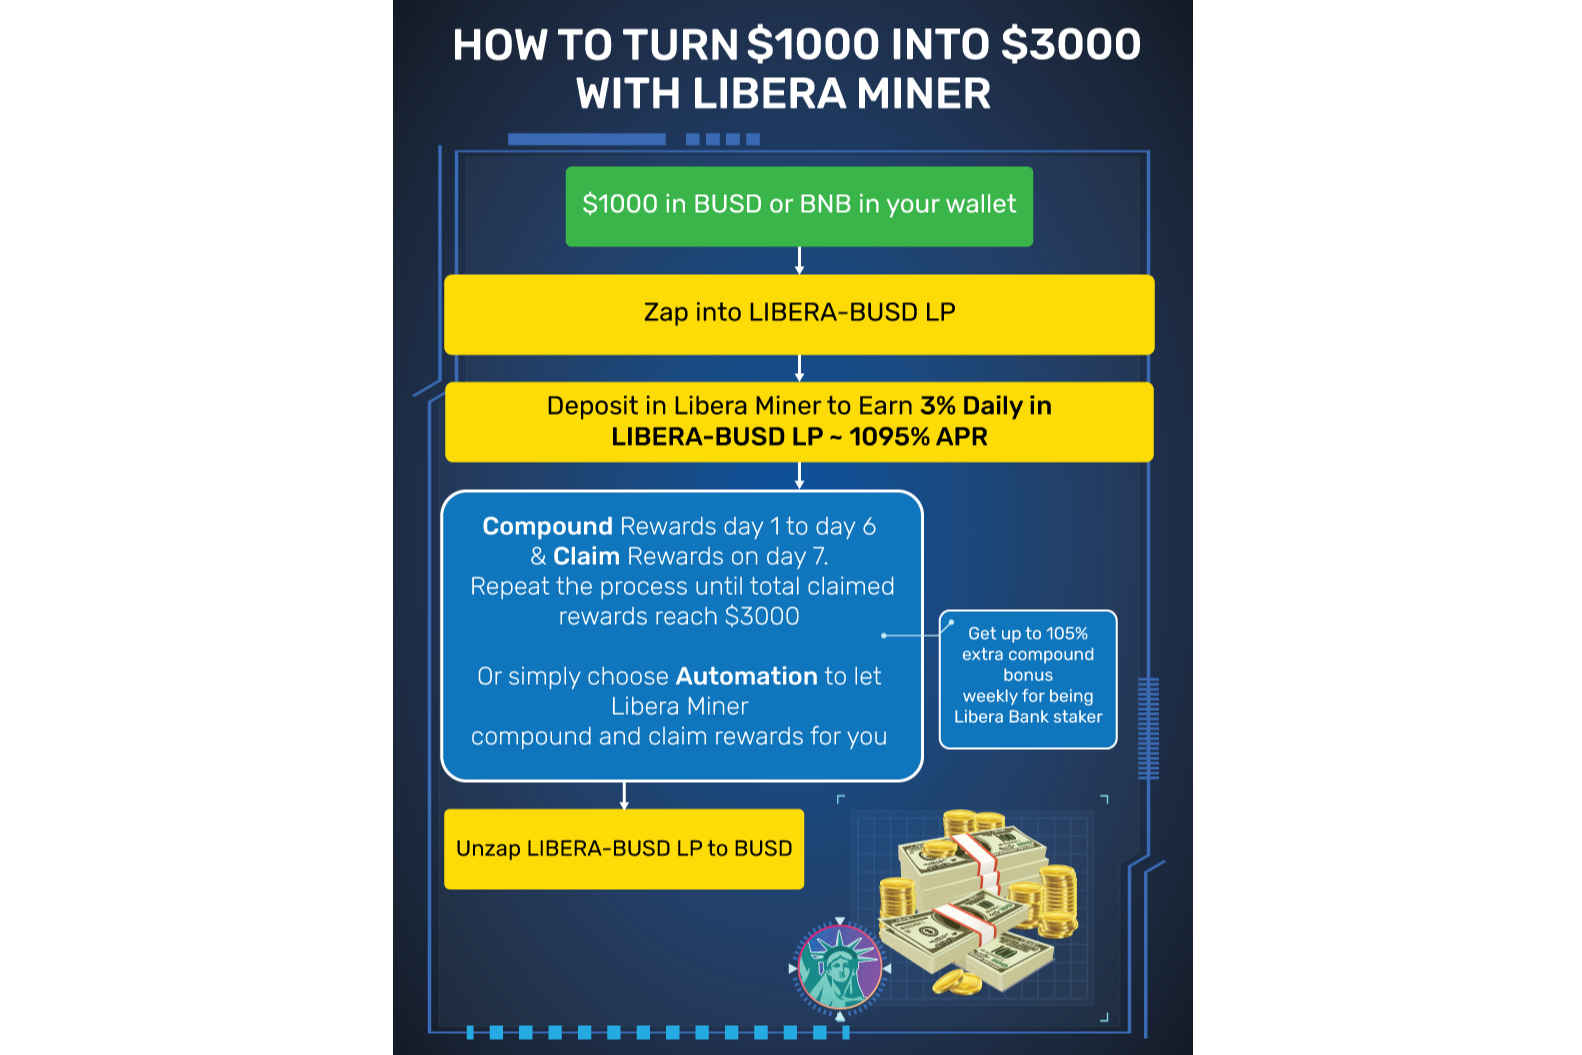 HOW TO TURN $1000 INTO $3000
WITH LIBERA MINER
$1000 in BUSD or BNB in your wallet
Zap into LIBERA-BUSD LP
Deposit in Libera Miner to Earn 3% Daily in
LIBERA-BUSD LP ~ 1095% APR
Compound Rewards day 1 to day 6
& Claim Rewards on day 7.
Repeat the process until total claimed
rewards reach $3000
Or simply choose Automation to let
Libera Miner
compound and claim rewards for you
Get up to 105%
extra compound
bonus
weekly for being
Libera Bank staker
Unzap LIBERA-BUSD LP to BUSD